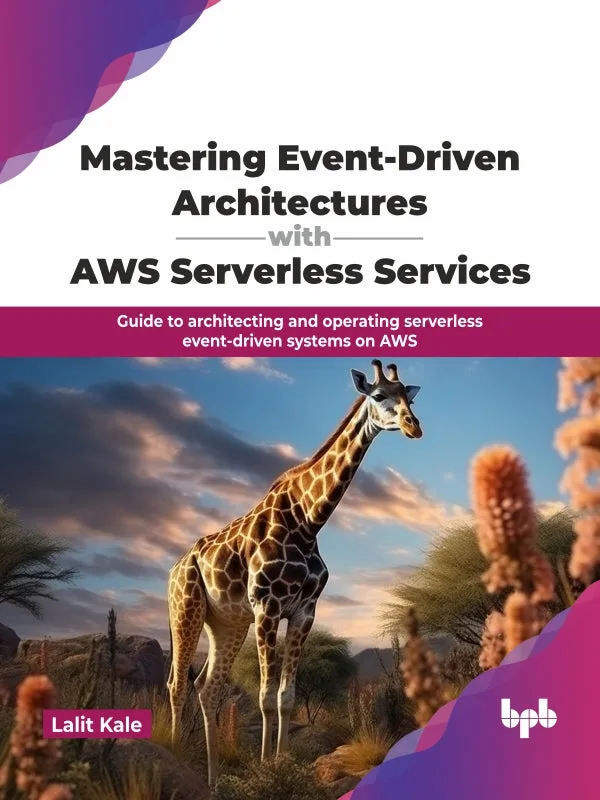 Mastering Event-Driven
Architectures
with
AWS Serverless Services
Guide to architecting and operating serverless
event-driven systems on AWS
Lalit Kale
bpb